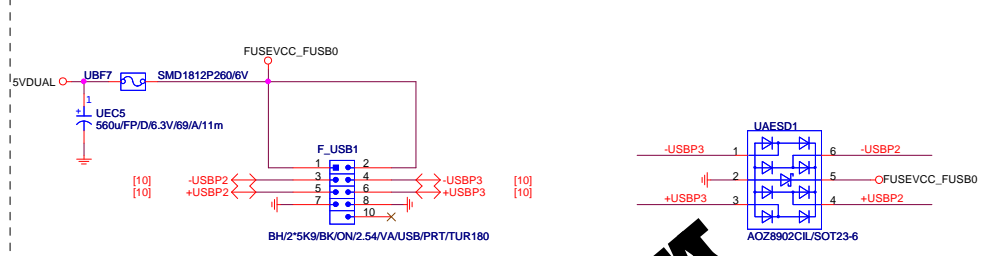 FUSEVCC_FUSB0
5VDUAL
UBF7
SMD1812P260/6V
1
+
UEC5
560u/FP/D/6.3V/69/A/11m
F_USB1
1 2
[10] -USBP2 3 4 -USBP3 [10]
[10] +USBP2 5 6 +USBP3 [10]
7 8
10
BH/2*5K9/BK/ON/2.54/VA/USB/PRT/TUR180
UAESD1
-USBP3 1 6 -USBP2
2 5 FUSEVCC_FUSB0
+USBP3 3 4 +USBP2
AOZ8902CIL/SOT23-6